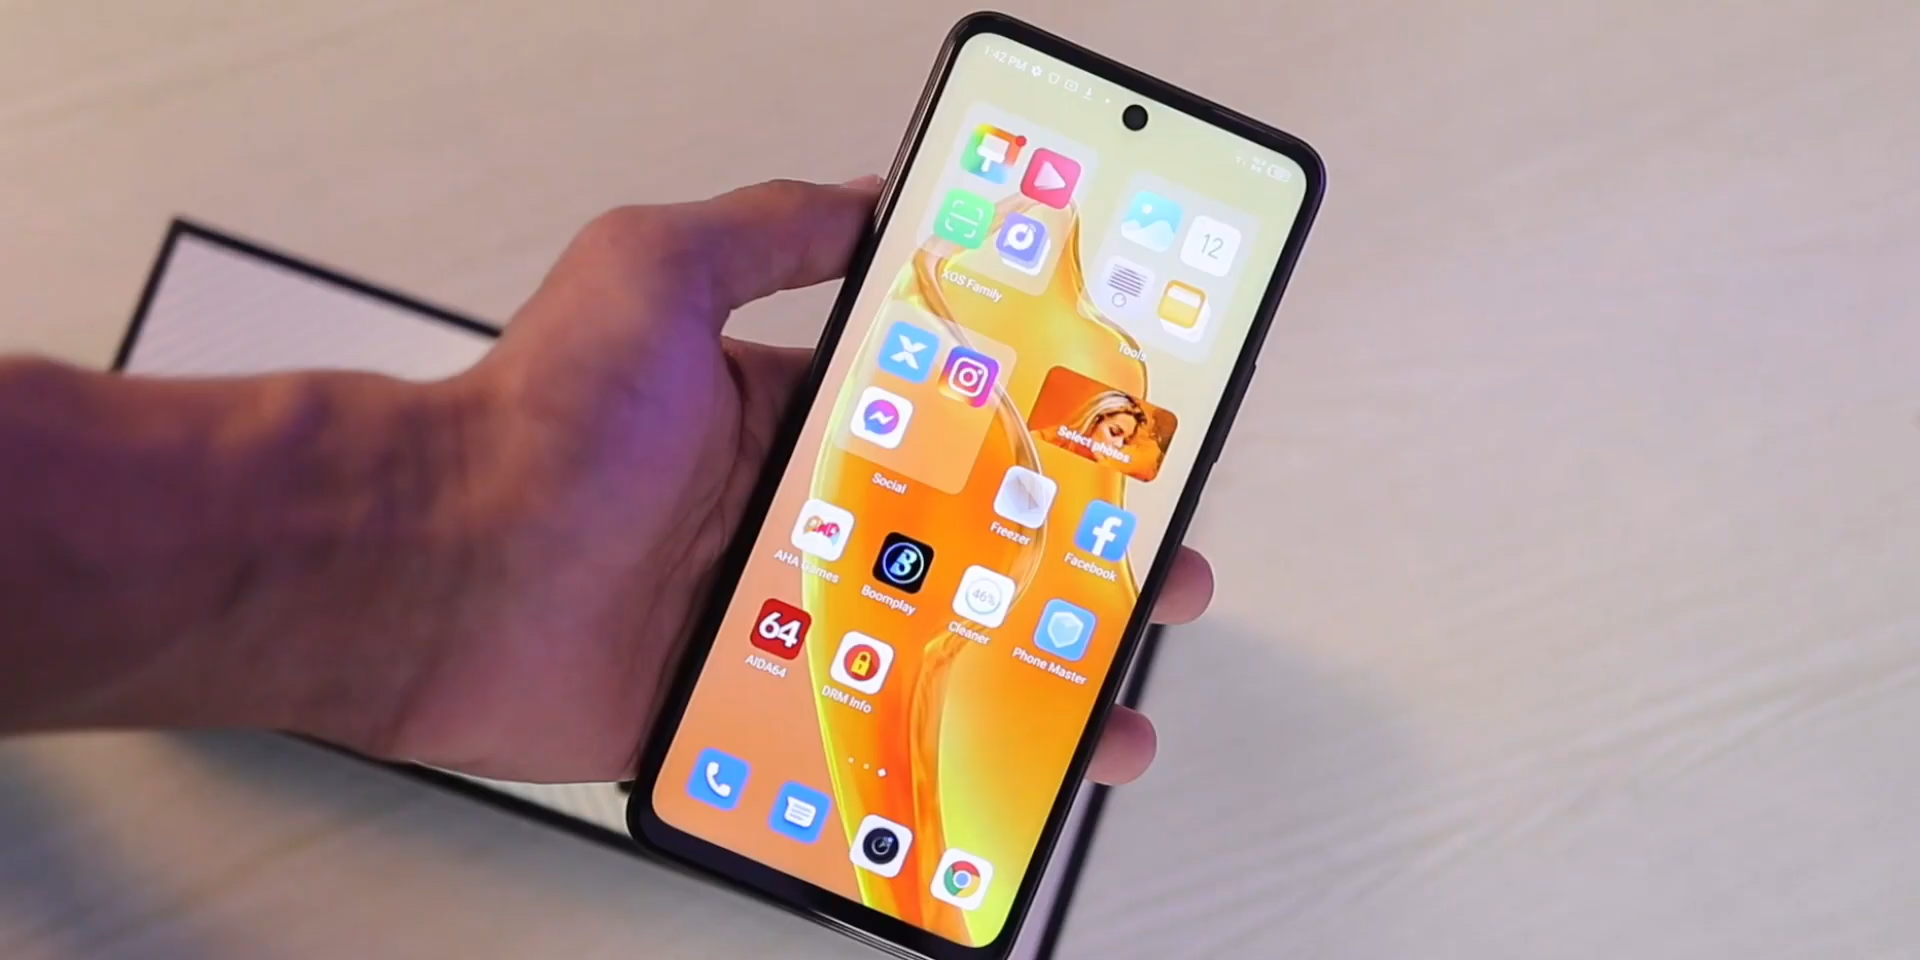 1:42 PM
12
XOS Family
Tools
Select photos
Social
Freezer
Facebook
AHA Games
Boomplay
46%
Cleaner
Phone Master
64
AIDA64
DRM Info